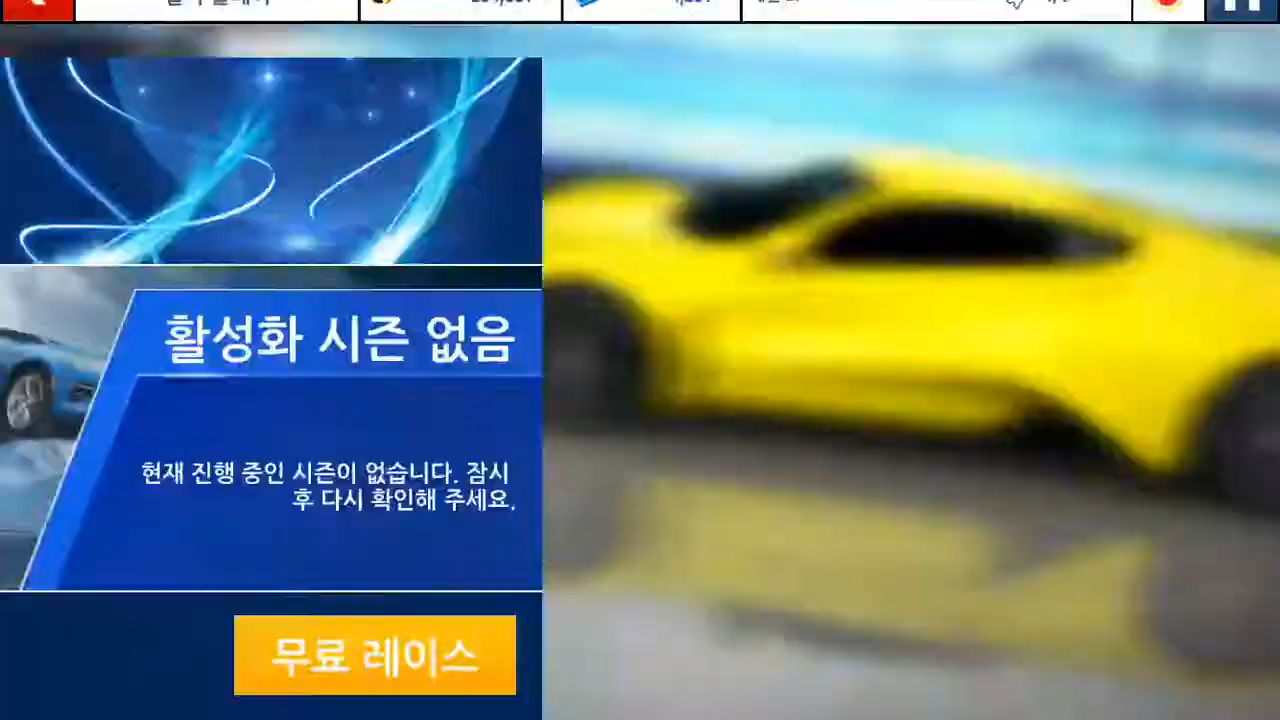 활성화 시즌 없음
현재 진행 중인 시즌이 없습니다. 잠시
후 다시 확인해 주세요.
무료 레이스